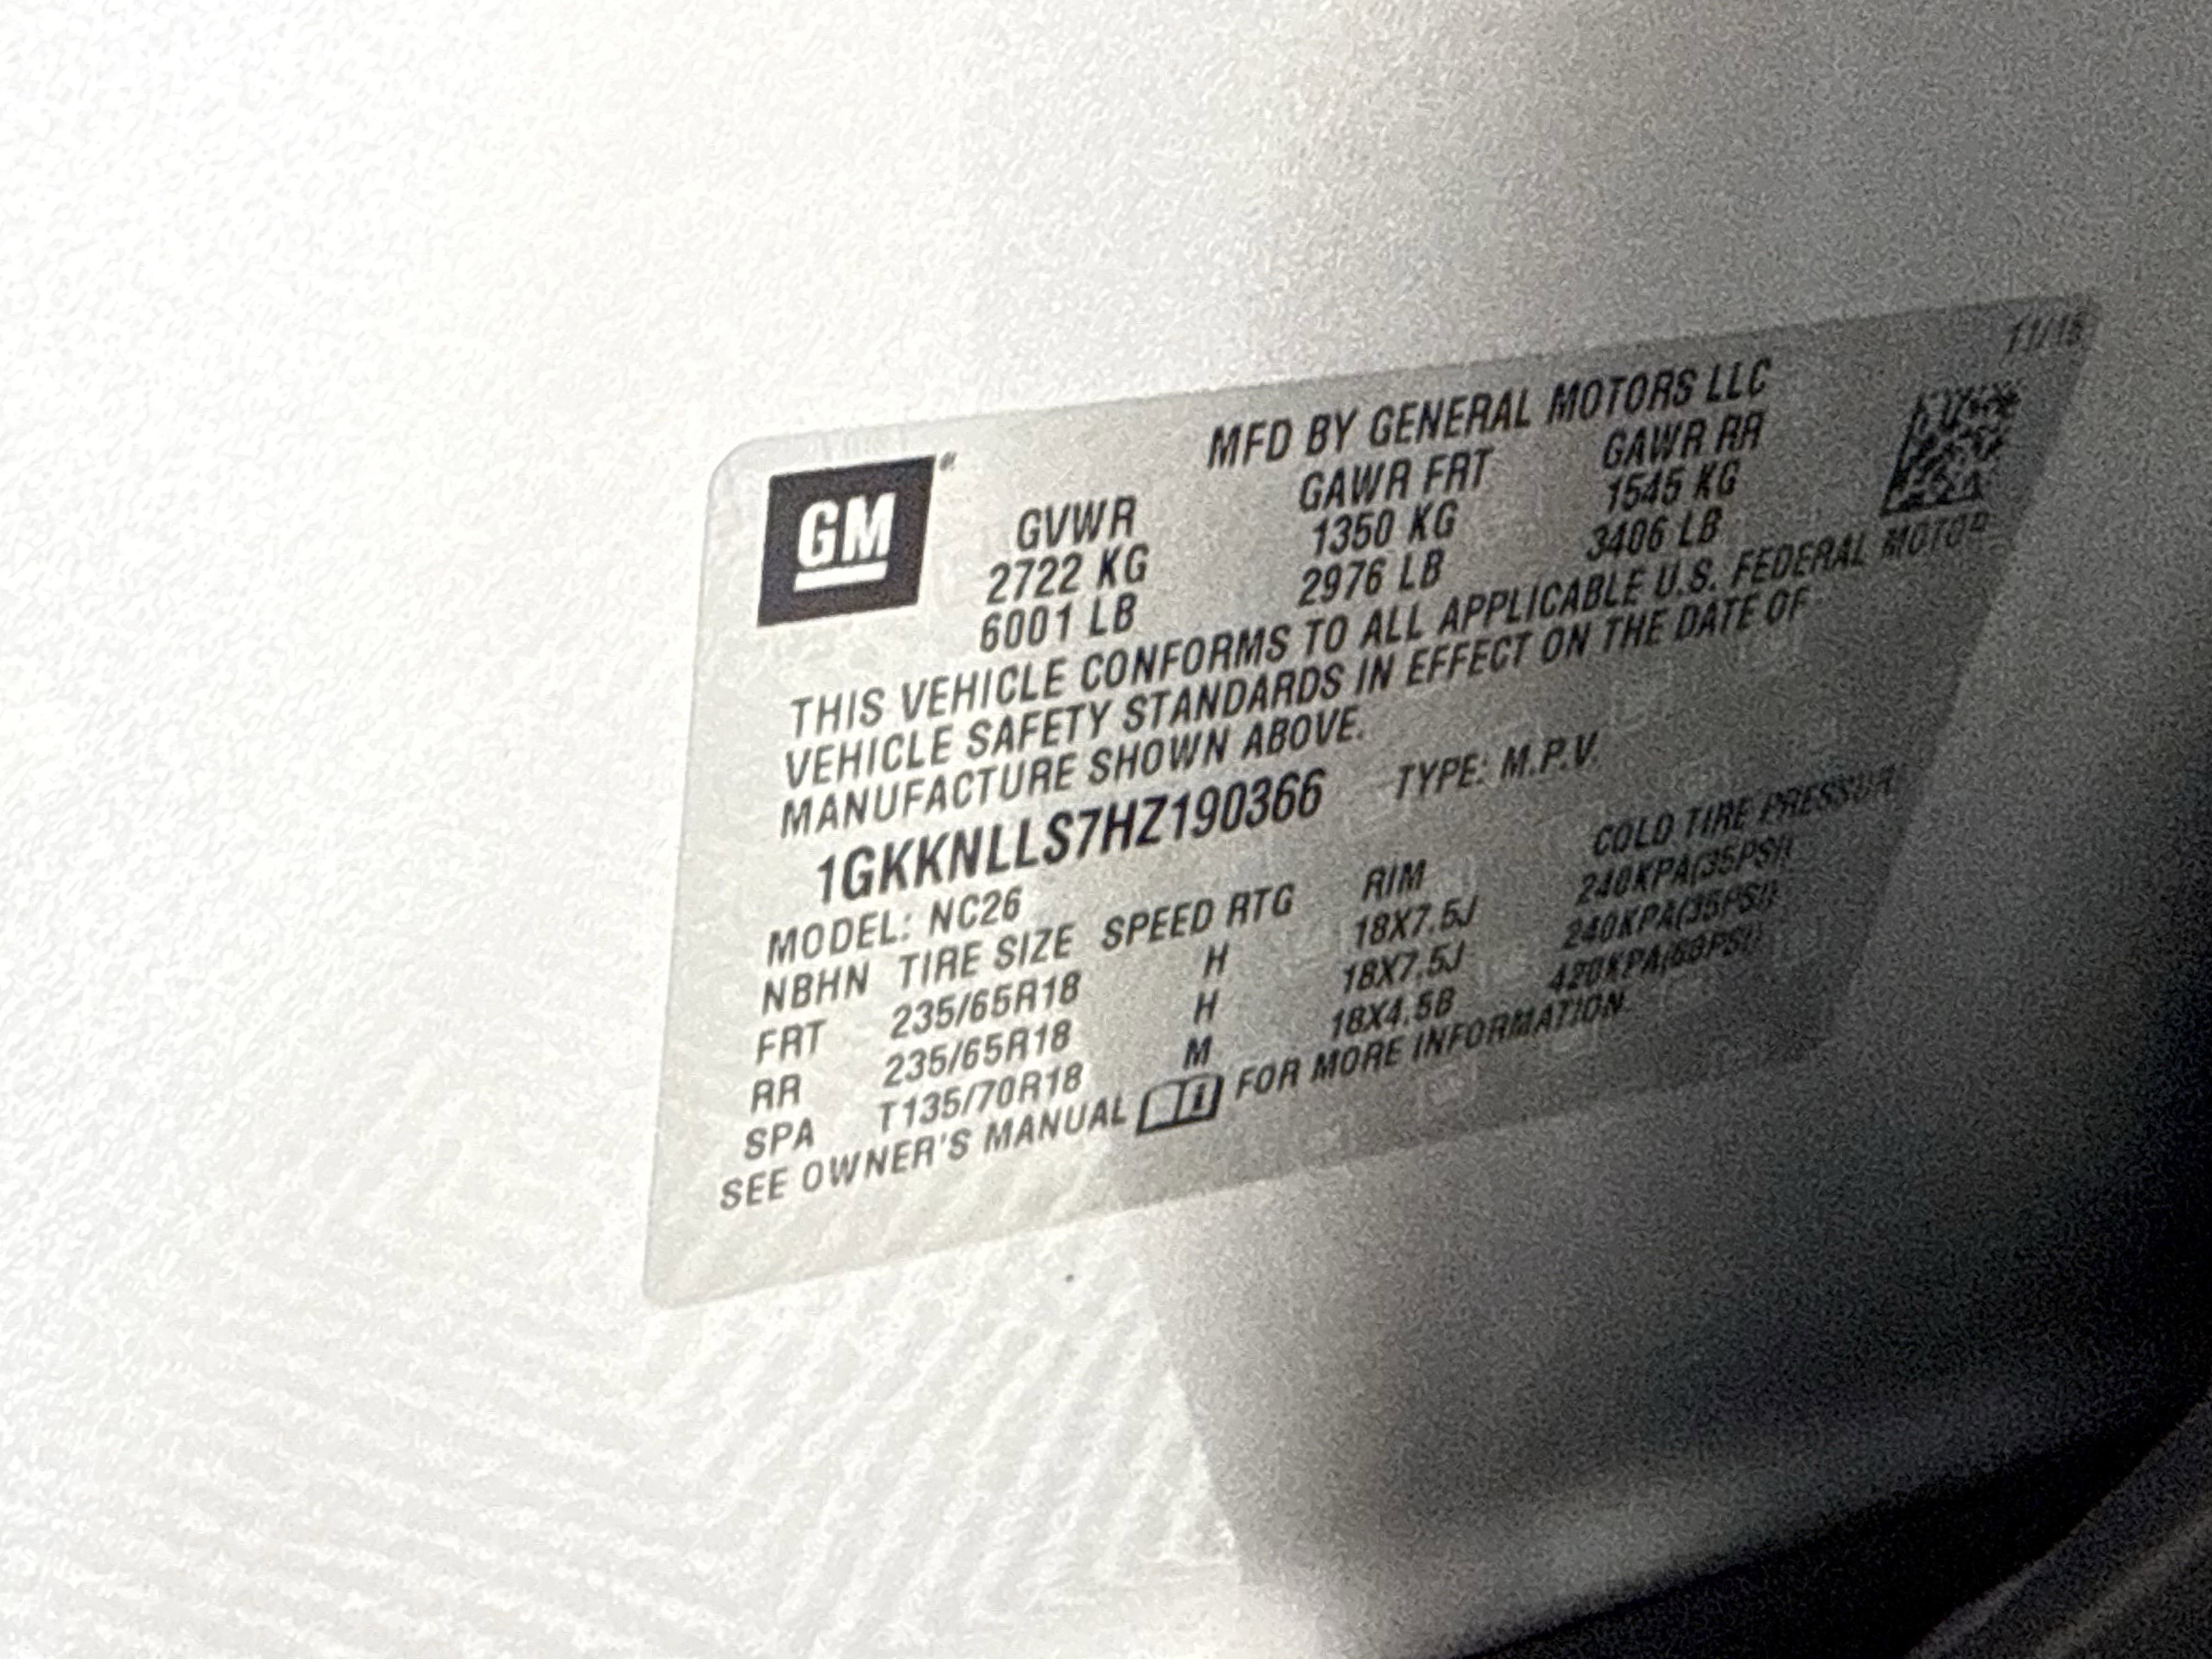 11/16
MFD BY GENERAL MOTORS LLC
GM
GVWR GAWR FRT GAWR RR
2722 KG 1350 KG 1545 KG
6001 LB 2976 LB 3406 LB
THIS VEHICLE CONFORMS TO ALL APPLICABLE U.S. FEDERAL MOTOR
VEHICLE SAFETY STANDARDS IN EFFECT ON THE DATE OF
MANUFACTURE SHOWN ABOVE.
1GKKNLLS7HZ190366 TYPE: M.P.V.
MODEL: NC26
NBHN TIRE SIZE SPEED RTG RIM COLD TIRE PRESSURE
FRT 235/65R18 H 18X7.5J 240KPA(35PSI)
RR 235/65R18 H 18X7.5J 240KPA(35PSI)
SPA T135/70R18 M 18X4.5B 420KPA(60PSI)
SEE OWNER'S MANUAL FOR MORE INFORMATION.